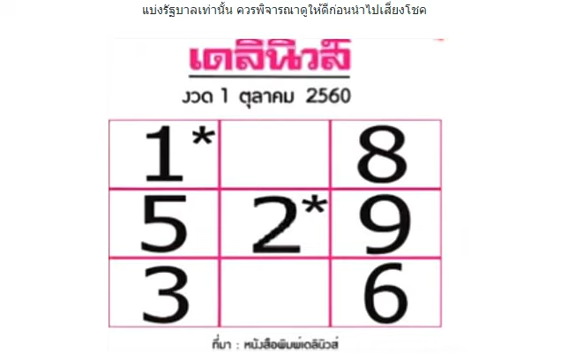 แบ่งรัฐบาลเท่านั้น ควรพิจารณาดูให้ดีก่อนนำไปเสี่ยงโชค
เดลินิวส์
งวด 1 ตุลาคม 2560
1* 8
5 2* 9
3 6
ที่มา : หนังสือพิมพ์เดลินิวส์